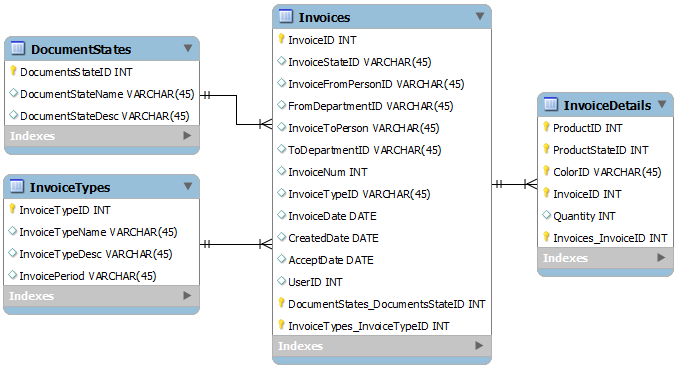 DocumentStates
DocumentsStateID INT
DocumentStateName VARCHAR(45)
DocumentStateDesc VARCHAR(45)
Indexes
InvoiceTypes
InvoiceTypeID INT
InvoiceTypeName VARCHAR(45)
InvoiceTypeDesc VARCHAR(45)
InvoicePeriod VARCHAR(45)
Indexes
Invoices
InvoiceID INT
InvoiceStateID VARCHAR(45)
InvoiceFromPersonID VARCHAR(45)
FromDepartmentID VARCHAR(45)
InvoiceToPerson VARCHAR(45)
ToDepartmentID VARCHAR(45)
InvoiceNum INT
InvoiceTypeID VARCHAR(45)
InvoiceDate DATE
CreatedDate DATE
AcceptDate DATE
UserID INT
DocumentStates_DocumentsStateID INT
InvoiceTypes_InvoiceTypeID INT
Indexes
InvoiceDetails
ProductID INT
ProductStateID INT
ColorID VARCHAR(45)
InvoiceID INT
Quantity INT
Invoices_InvoiceID INT
Indexes